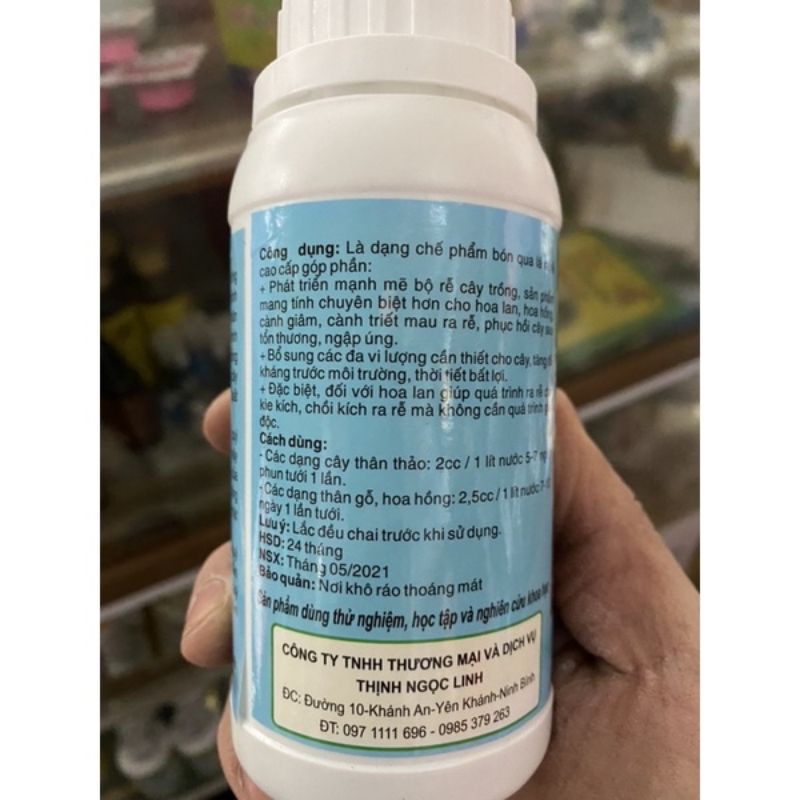 Công dụng: Là dạng chế phẩm bón qua lá
cao cấp góp phần:
+ Phát triển mạnh mẽ bộ rễ cây trồng, sản phẩm
mang tính chuyên biệt hơn cho hoa lan, hoa hồng,
cành giâm, cành triết mau ra rễ, phục hồi cây sau
tổn thương, ngập úng.
+ Bổ sung các đa vi lượng cần thiết cho cây, tăng
kháng trước môi trường, thời tiết bất lợi.
+ Đặc biệt, đối với hoa lan giúp quá trình ra rễ
kie kích, chồi kích ra rễ mà không cần quá trình
độc.
Cách dùng:
- Các dạng cây thân thảo: 2cc / 1 lít nước 5-7
phun tưới 1 lần.
- Các dạng thân gỗ, hoa hồng: 2,5cc / 1 lít nước
ngày 1 lần tưới.
Lưu ý: Lắc đều chai trước khi sử dụng.
HSD: 24 tháng
NSX: Tháng 05/2021
Bảo quản: Nơi khô ráo thoáng mát
Sản phẩm dùng thử nghiệm, học tập và nghiên cứu khoa học
CÔNG TY TNHH THƯƠNG MẠI VÀ DỊCH VỤ
THỊNH NGỌC LINH
ĐC: Đường 10-Khánh An-Yên Khánh-Ninh Bình
ĐT: 097 1111 696 - 0985 379 263